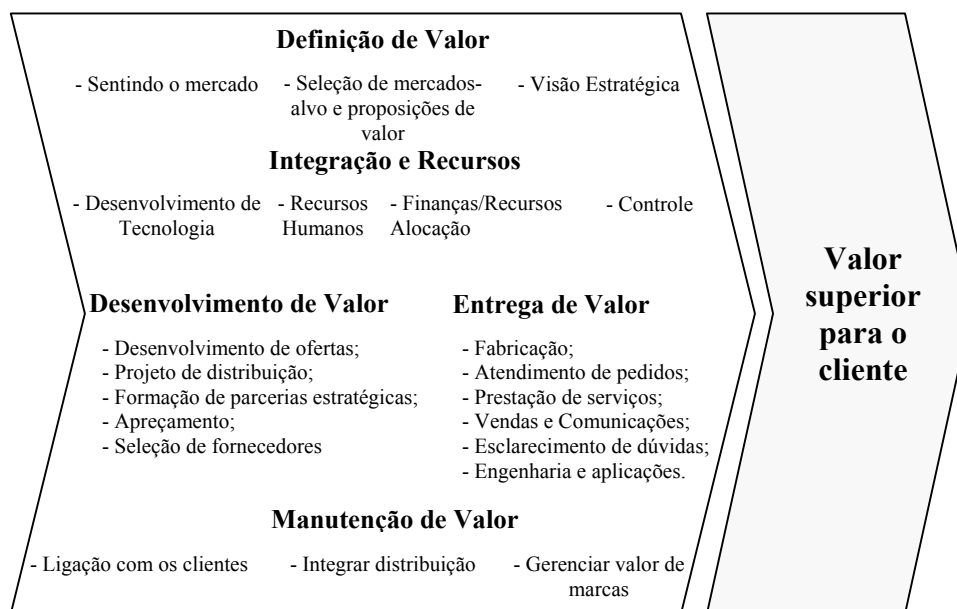 Definição de Valor
- Sentindo o mercado
- Seleção de mercados-
alvo e proposições de
valor
- Visão Estratégica
Integração e Recursos
- Desenvolvimento de
Tecnologia
- Recursos
Humanos
- Finanças/Recursos
Alocação
- Controle
Desenvolvimento de Valor
- Desenvolvimento de ofertas;
- Projeto de distribuição;
- Formação de parcerias estratégicas;
- Apreçamento;
- Seleção de fornecedores
Entrega de Valor
- Fabricação;
- Atendimento de pedidos;
- Prestação de serviços;
- Vendas e Comunicações;
- Esclarecimento de dúvidas;
- Engenharia e aplicações.
Manutenção de Valor
- Ligação com os clientes
- Integrar distribuição
- Gerenciar valor de
marcas
Valor
superior
para o
cliente